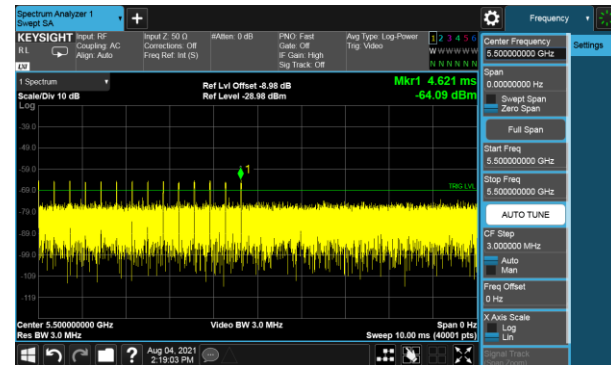 Spectrum Analyzer 1
Swept SA
Frequency
KEYSIGHT
Input: RF
Input Z: 50 Ω
#Atten: 0 dB
PNO: Fast
Avg Type: Log-Power
1 2 3 4 5 6
RL
Coupling: AC
Corrections: Off
Gate: Off
Trig: Video
W W W W W W
Align: Auto
Freq Ref: Int (S)
IF Gain: High
N N N N N N
Sig Track: Off
LXI
Center Frequency
5.500000000 GHz
Settings
Span
0.00000000 Hz
Swept Span
Zero Span
Full Span
Start Freq
5.500000000 GHz
Stop Freq
5.500000000 GHz
AUTO TUNE
CF Step
3.000000 MHz
Auto
Man
Freq Offset
0 Hz
X Axis Scale
Log
Lin
Signal Track
(Span Zoom)
1 Spectrum
Ref Lvl Offset -8.98 dB
Mkr1 4.621 ms
Scale/Div 10 dB
Ref Level -28.98 dBm
-64.09 dBm
Log
-39.0
-49.0
1
-59.0
TRIG LVL
-69.0
-79.0
-89.0
-99.0
-109
-119
Center 5.500000000 GHz
Video BW 3.0 MHz
Span 0 Hz
Res BW 3.0 MHz
Sweep 10.00 ms (40001 pts)
?
Aug 04, 2021
2:19:03 PM